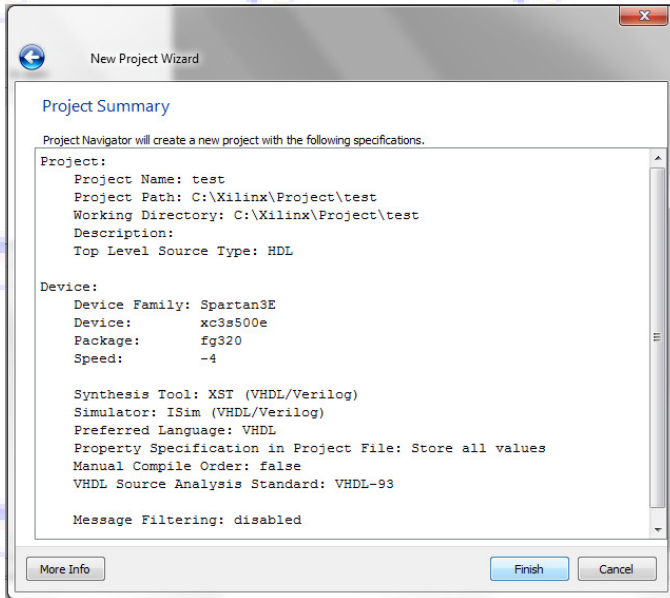 New Project Wizard
Project Summary
Project Navigator will create a new project with the following specifications.
Project:
Project Name: test
Project Path: C:\Xilinx\Project\test
Working Directory: C:\Xilinx\Project\test
Description:
Top Level Source Type: HDL
Device:
Device Family: Spartan3E
Device: xc3s500e
Package: fg320
Speed: -4
Synthesis Tool: XST (VHDL/Verilog)
Simulator: ISim (VHDL/Verilog)
Preferred Language: VHDL
Property Specification in Project File: Store all values
Manual Compile Order: false
VHDL Source Analysis Standard: VHDL-93
Message Filtering: disabled
More Info
Finish
Cancel